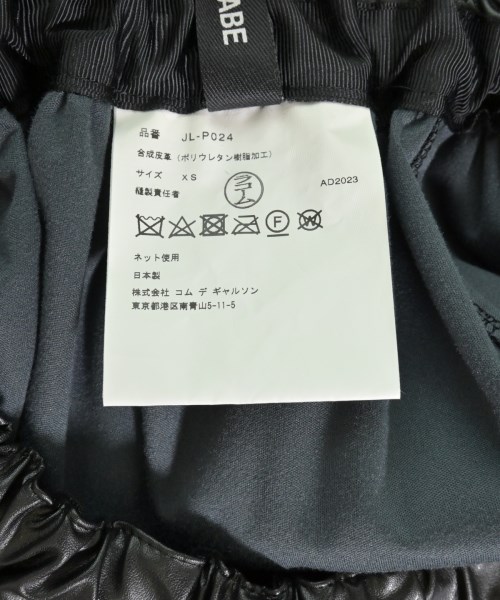 ABE
品番 JL-P024
合成皮革（ポリウレタン樹脂加工）
サイズ XS
縫製責任者
AD2023
F
W
ネット使用
日本製
株式会社 コム デ ギャルソン
東京都港区南青山5-11-5